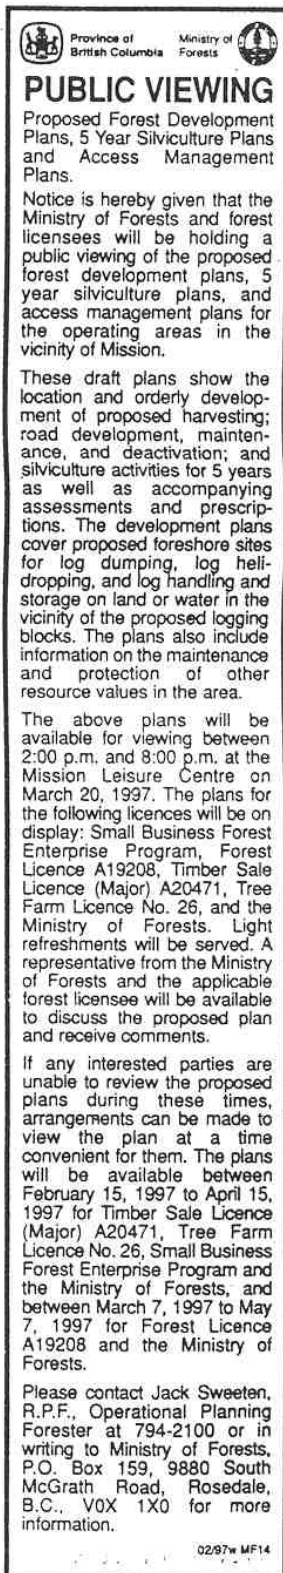 Province of British Columbia
Ministry of Forests
PUBLIC VIEWING
Proposed Forest Development
Plans, 5 Year Silviculture Plans
and Access Management
Plans.
Notice is hereby given that the
Ministry of Forests and forest
licensees will be holding a
public viewing of the proposed
forest development plans, 5
year silviculture plans, and
access management plans for
the operating areas in the
vicinity of Mission.
These draft plans show the
location and orderly develop-
ment of proposed harvesting;
road development, mainten-
ance, and deactivation; and
silviculture activities for 5 years
as well as accompanying
assessments and prescrip-
tions. The development plans
cover proposed foreshore sites
for log dumping, log heli-
dropping, and log handling and
storage on land or water in the
vicinity of the proposed logging
blocks. The plans also include
information on the maintenance
and protection of other
resource values in the area.
The above plans will be
available for viewing between
2:00 p.m. and 8:00 p.m. at the
Mission Leisure Centre on
March 20, 1997. The plans for
the following licences will be on
display: Small Business Forest
Enterprise Program, Forest
Licence A19208, Timber Sale
Licence (Major) A20471, Tree
Farm Licence No. 26, and the
Ministry of Forests. Light
refreshments will be served. A
representative from the Ministry
of Forests and the applicable
forest licensee will be available
to discuss the proposed plan
and receive comments.
If any interested parties are
unable to review the proposed
plans during these times,
arrangements can be made to
view the plan at a time
convenient for them. The plans
will be available between
February 15, 1997 to April 15,
1997 for Timber Sale Licence
(Major) A20471, Tree Farm
Licence No. 26, Small Business
Forest Enterprise Program and
the Ministry of Forests, and
between March 7, 1997 to May
7, 1997 for Forest Licence
A19208 and the Ministry of
Forests.
Please contact Jack Sweeten,
R.P.F., Operational Planning
Forester at 794-2100 or in
writing to Ministry of Forests,
P.O. Box 159, 9880 South
McGrath Road, Rosedale,
B.C., V0X 1X0 for more
information.
02/97w MF14